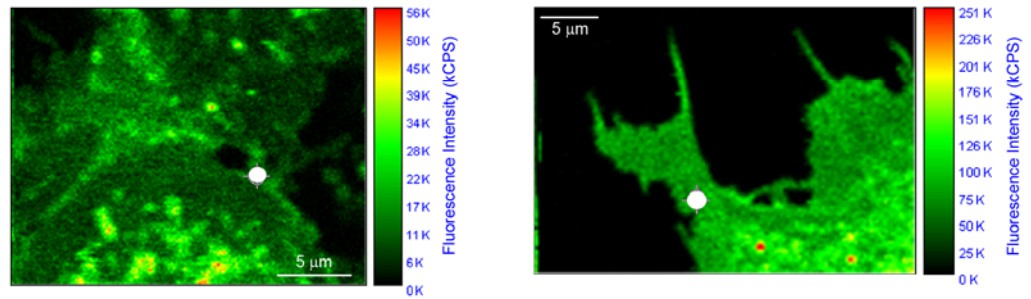 56K
50K
45K
39K
34K
28K
22K
17K
11K
6K
0K
Fluorescence Intensity (kCPS)
5 μm
5 μm
251 K
226 K
201 K
176 K
151 K
126 K
100 K
75 K
50 K
25 K
0 K
Fluorescence Intensity (kCPS)